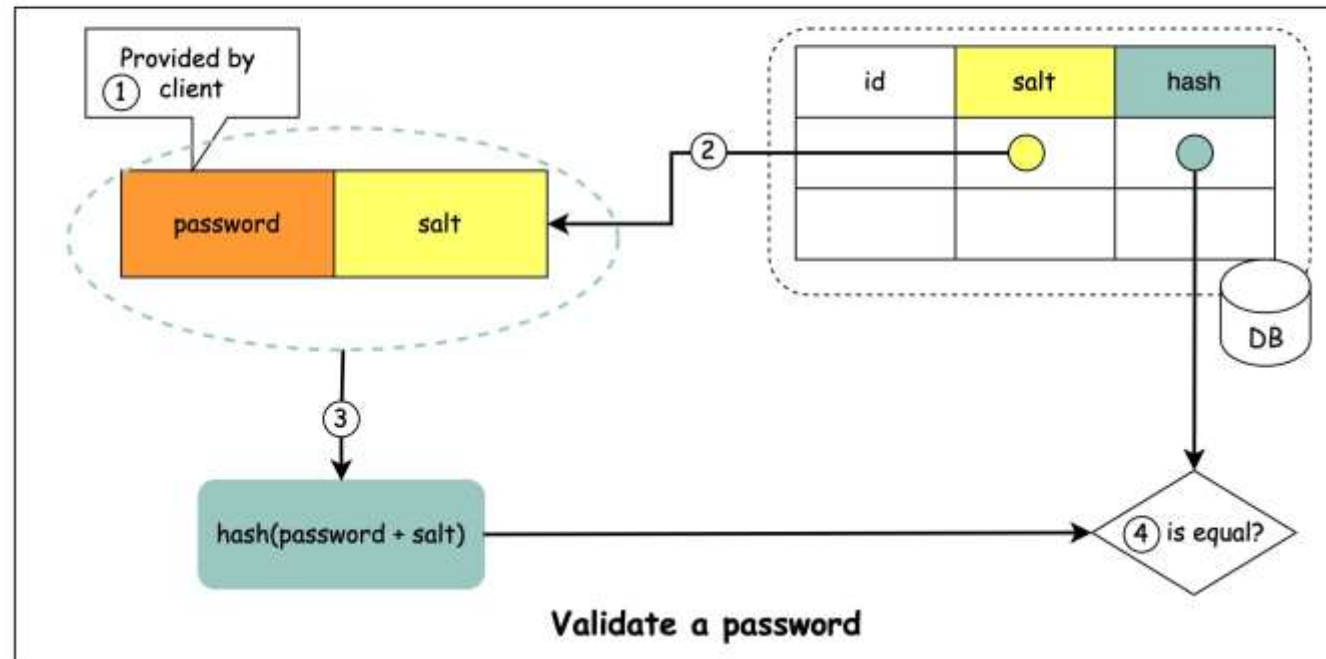 Provided by
1 client
id
salt
hash
2
password
salt
DB
3
hash(password + salt)
4 is equal?
Validate a password